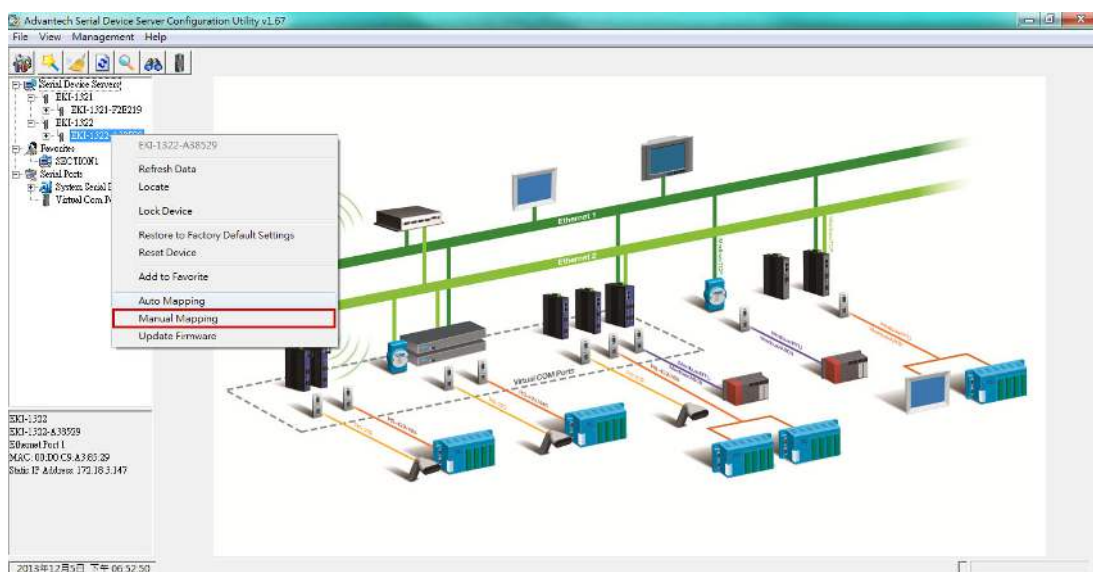 Advantech Serial Device Server Configuration Utility v1.67
File View Management Help
Serial Device Servers
EKI-1321
EKI-1321-F2B219
EKI-1322
EKI-1322-A38529
Favorites
SECTION1
Serial Ports
System Serial
Virtual Com
EKI-1322-A38529
Refresh Data
Locate
Lock Device
Restore to Factory Default Settings
Reset Device
Add to Favorite
Auto Mapping
Manual Mapping
Update Firmware
Ethernet 1
Ethernet 2
Virtual COM Ports
EKI-1322
EKI-1322-A38529
Ethernet Port 1
MAC: 00:D0:C9:A3:85:29
Static IP Address: 172.18.3.147
2013年12月5日 下午 06:52:50